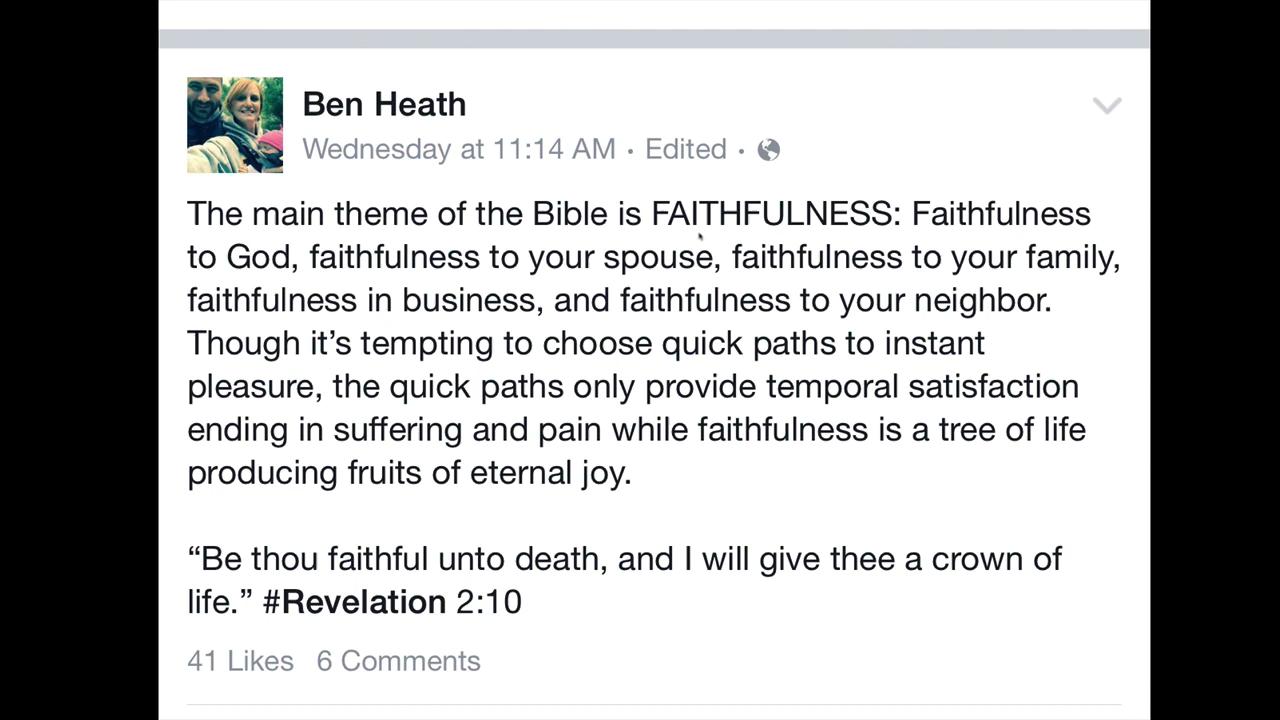 Ben Heath
Wednesday at 11:14 AM · Edited ·
The main theme of the Bible is FAITHFULNESS: Faithfulness
to God, faithfulness to your spouse, faithfulness to your family,
faithfulness in business, and faithfulness to your neighbor.
Though it’s tempting to choose quick paths to instant
pleasure, the quick paths only provide temporal satisfaction
ending in suffering and pain while faithfulness is a tree of life
producing fruits of eternal joy.
“Be thou faithful unto death, and I will give thee a crown of
life.” #Revelation 2:10
41 Likes 6 Comments